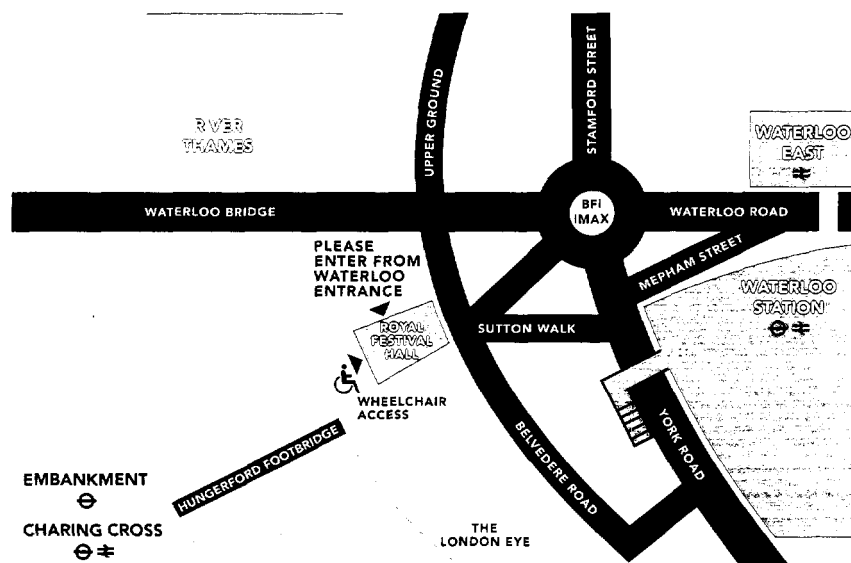 UPPER GROUND
STAMFORD STREET
RIVER
THAMES
WATERLOO
EAST
WATERLOO BRIDGE
BFI
IMAX
WATERLOO ROAD
PLEASE
ENTER FROM
WATERLOO
ENTRANCE
MEPHAM STREET
WATERLOO
STATION
ROYAL
FESTIVAL
HALL
SUTTON WALK
WHEELCHAIR
ACCESS
HUNGERFORD FOOTBRIDGE
BELVEDERE ROAD
YORK ROAD
EMBANKMENT
CHARING CROSS
THE
LONDON EYE